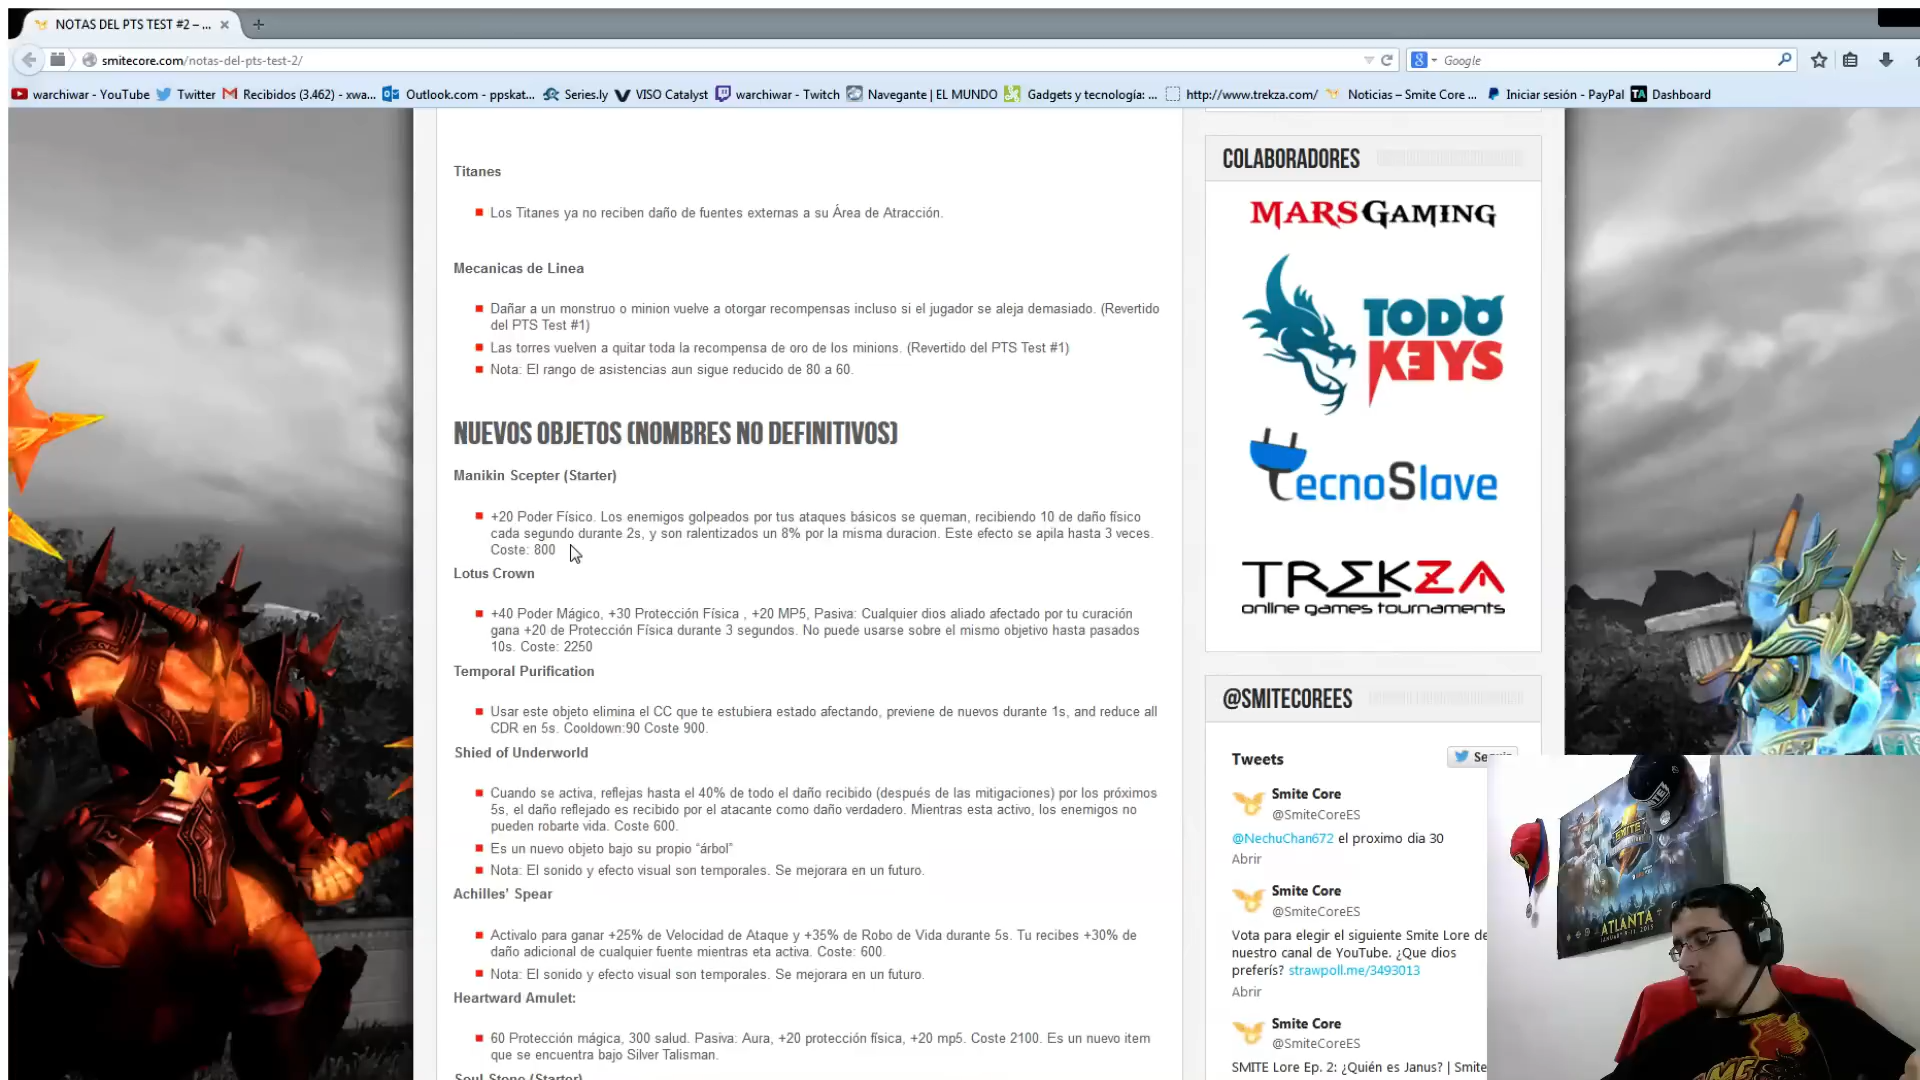 NOTAS DEL PTS TEST #2 – ...
smitecore.com/notas-del-pts-test-2/
Google
warchiwar - YouTube
Twitter
Recibidos (3.462) - xwa...
Outlook.com - ppskat...
Series.ly
VISO Catalyst
warchiwar - Twitch
Navegante | EL MUNDO
Gadgets y tecnología: ...
http://www.trekza.com/
Noticias – Smite Core ...
Iniciar sesión - PayPal
TA Dashboard
Titanes
Los Titanes ya no reciben daño de fuentes externas a su Área de Atracción.
Mecanicas de Linea
Dañar a un monstruo o minion vuelve a otorgar recompensas incluso si el jugador se aleja demasiado. (Revertido
del PTS Test #1)
Las torres vuelven a quitar toda la recompensa de oro de los minions. (Revertido del PTS Test #1)
Nota: El rango de asistencias aun sigue reducido de 80 a 60.
NUEVOS OBJETOS (NOMBRES NO DEFINITIVOS)
Manikin Scepter (Starter)
+20 Poder Físico. Los enemigos golpeados por tus ataques básicos se queman, recibiendo 10 de daño físico
cada segundo durante 2s, y son ralentizados un 8% por la misma duracion. Este efecto se apila hasta 3 veces.
Coste: 800
Lotus Crown
+40 Poder Mágico, +30 Protección Física , +20 MP5, Pasiva: Cualquier dios aliado afectado por tu curación
gana +20 de Protección Física durante 3 segundos. No puede usarse sobre el mismo objetivo hasta pasados
10s. Coste: 2250
Temporal Purification
Usar este objeto elimina el CC que te estubiera estado afectando, previene de nuevos durante 1s, and reduce all
CDR en 5s. Cooldown:90 Coste 900.
Shied of Underworld
Cuando se activa, reflejas hasta el 40% de todo el daño recibido (después de las mitigaciones) por los próximos
5s, el daño reflejado es recibido por el atacante como daño verdadero. Mientras esta activo, los enemigos no
pueden robarte vida. Coste 600.
Es un nuevo objeto bajo su propio “árbol”
Nota: El sonido y efecto visual son temporales. Se mejorara en un futuro.
Achilles' Spear
Activalo para ganar +25% de Velocidad de Ataque y +35% de Robo de Vida durante 5s. Tu recibes +30% de
daño adicional de cualquier fuente mientras eta activa. Coste: 600.
Nota: El sonido y efecto visual son temporales. Se mejorara en un futuro.
Heartward Amulet:
60 Protección mágica, 300 salud. Pasiva: Aura, +20 protección física, +20 mp5. Coste 2100. Es un nuevo item
que se encuentra bajo Silver Talisman.
Soul Stone (Starter)
COLABORADORES
MARSGAMING
TODO
KEYS
TecnoSlave
TREKZA
online games tournaments
@SMITECOREES
Tweets
Smite Core
@SmiteCoreES
@NechuChan672 el proximo dia 30
Abrir
Smite Core
@SmiteCoreES
Vota para elegir el siguiente Smite Lore de
nuestro canal de YouTube. ¿Que dios
preferís? strawpoll.me/3493013
Abrir
Smite Core
@SmiteCoreES
SMITE Lore Ep. 2: ¿Quién es Janus? | Smite
SMITE
ATLANTA
JANUARY 9-11, 2015